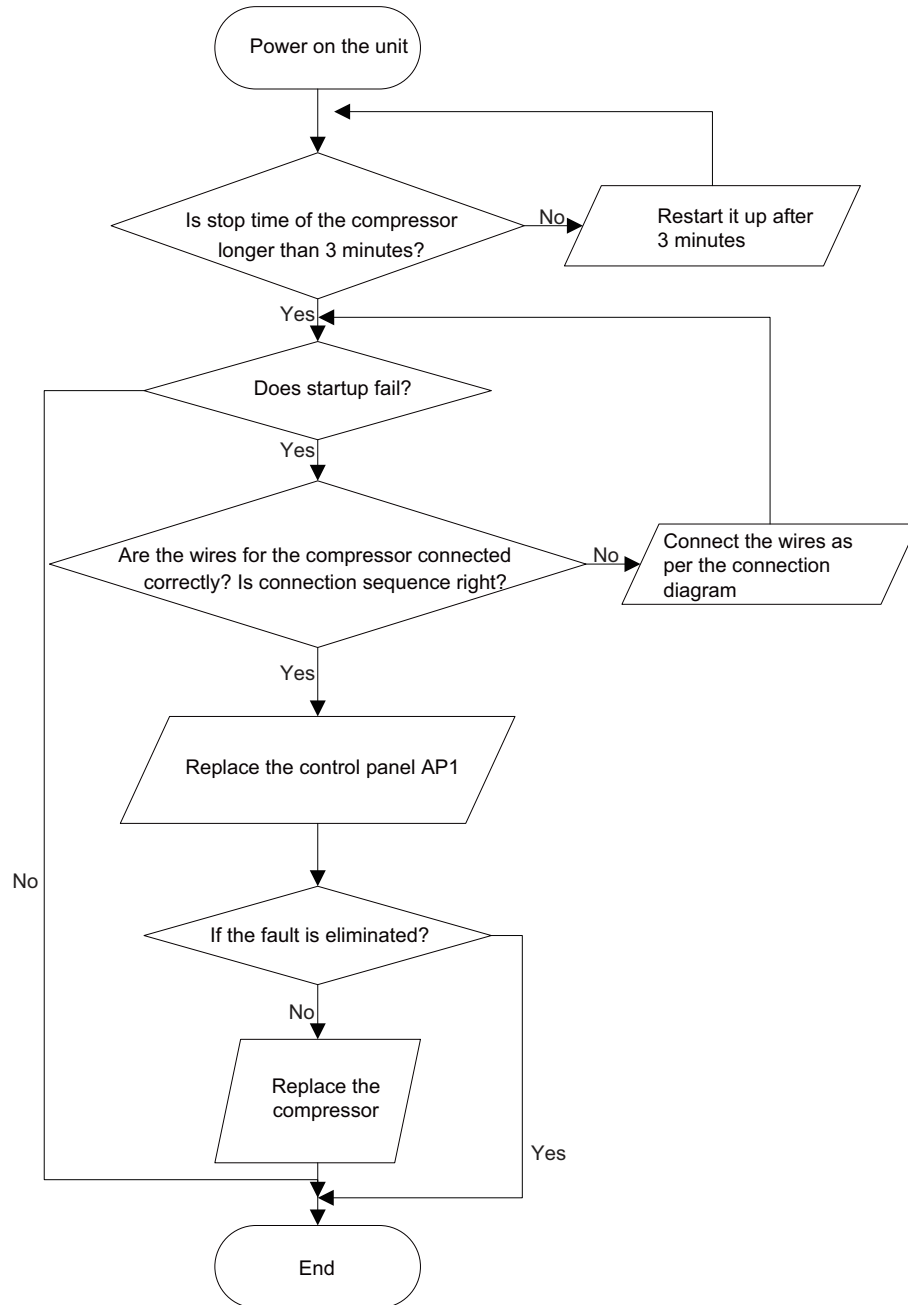 Power on the unit
Is stop time of the compressor
longer than 3 minutes?
No
Restart it up after
3 minutes
Yes
Does startup fail?
Yes
Are the wires for the compressor connected
correctly? Is connection sequence right?
No
Connect the wires as
per the connection
diagram
Yes
Replace the control panel AP1
No
If the fault is eliminated?
No
Replace the
compressor
Yes
End